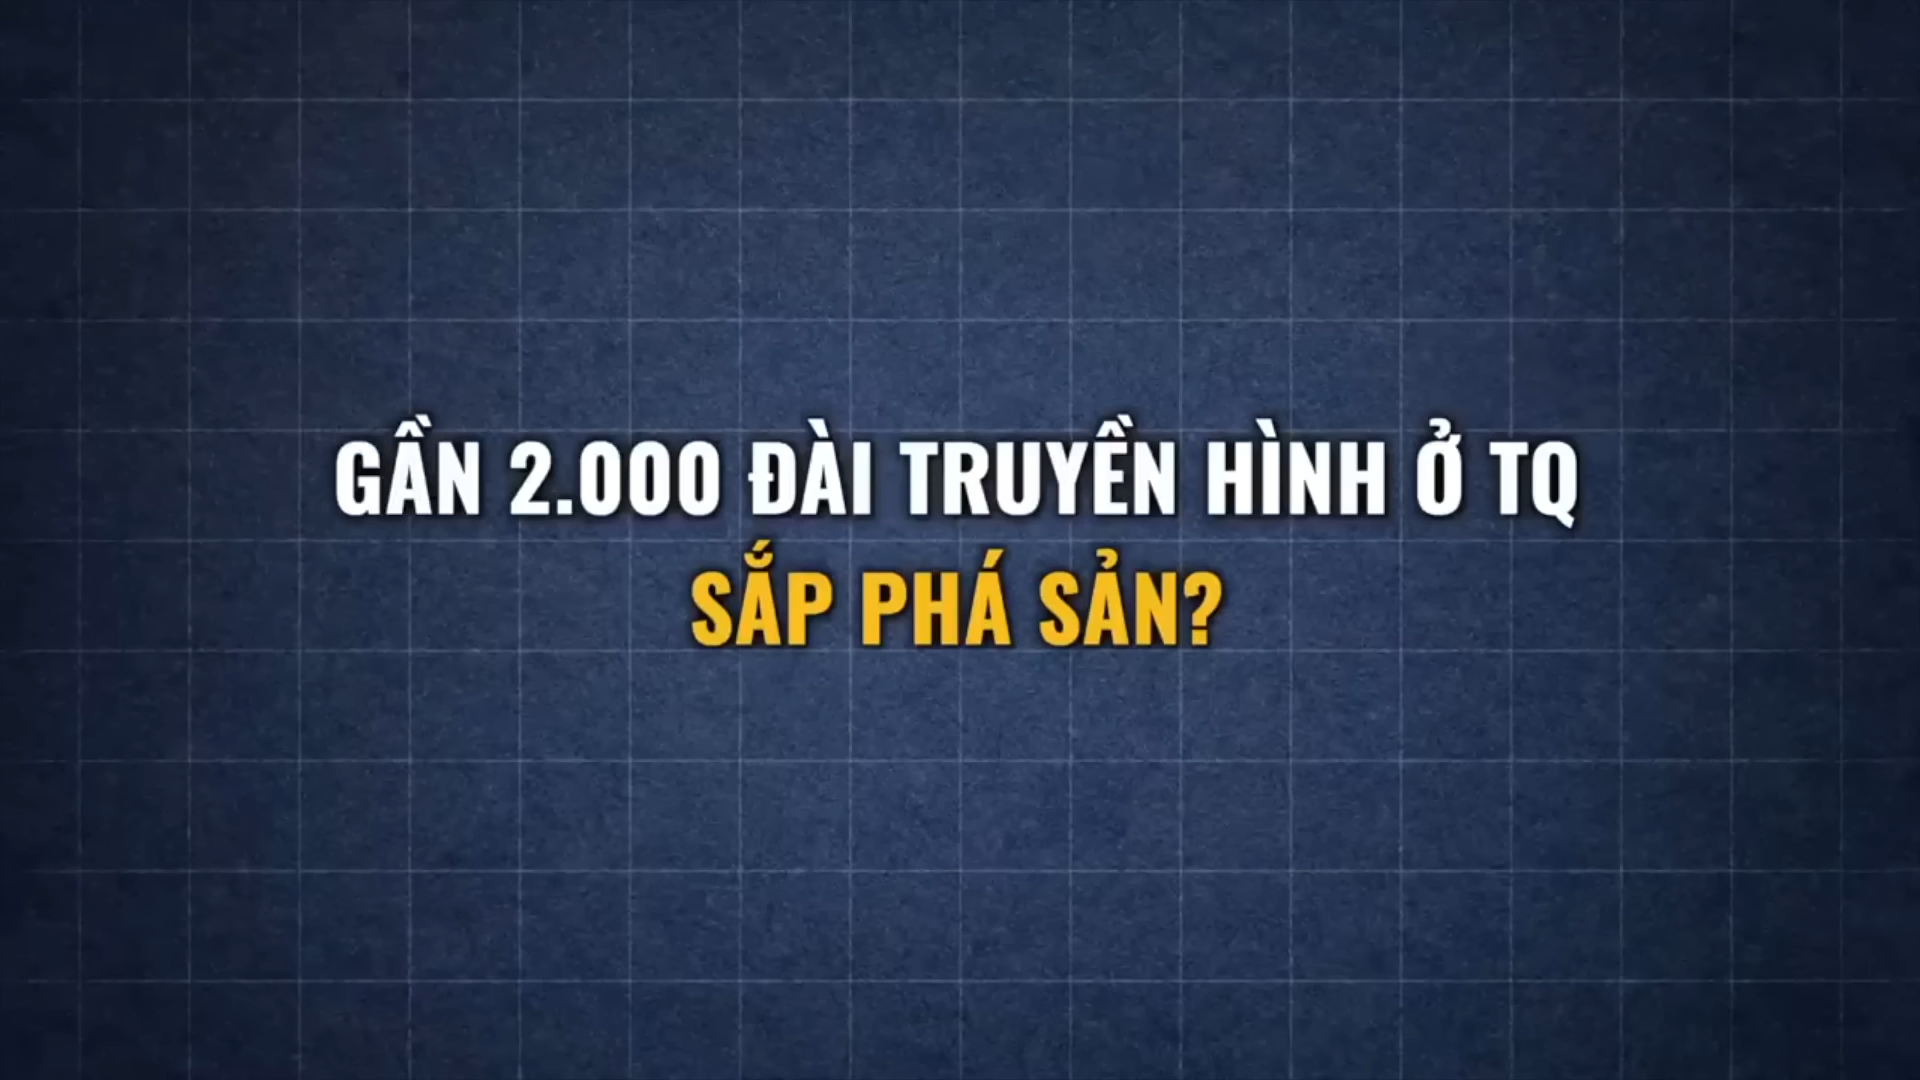 GẦN 2.000 ĐÀI TRUYỀN HÌNH Ở TQ
SẮP PHÁ SẢN?